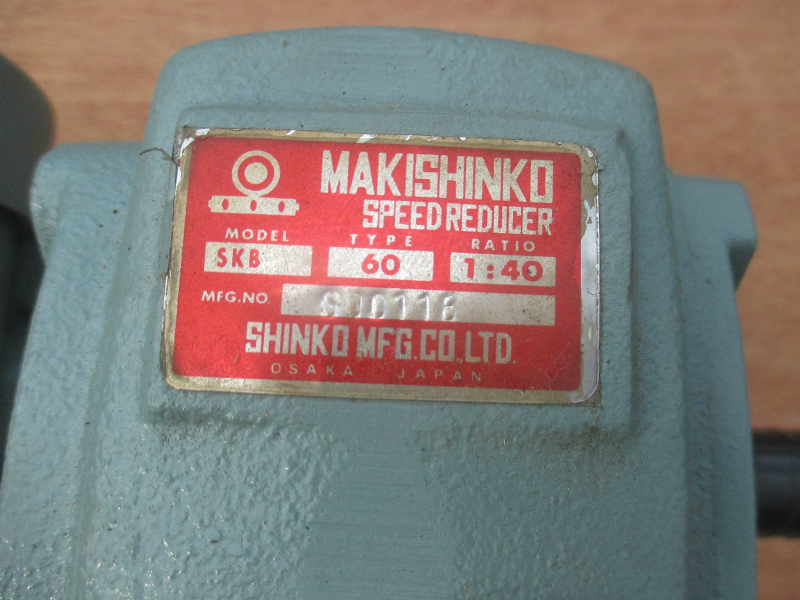 MAKISHINKO
SPEED REDUCER
MODEL TYPE RATIO
SKB 60 1:40
MFG.NO.
SHINKO MFG.CO.,LTD.
OSAKA JAPAN